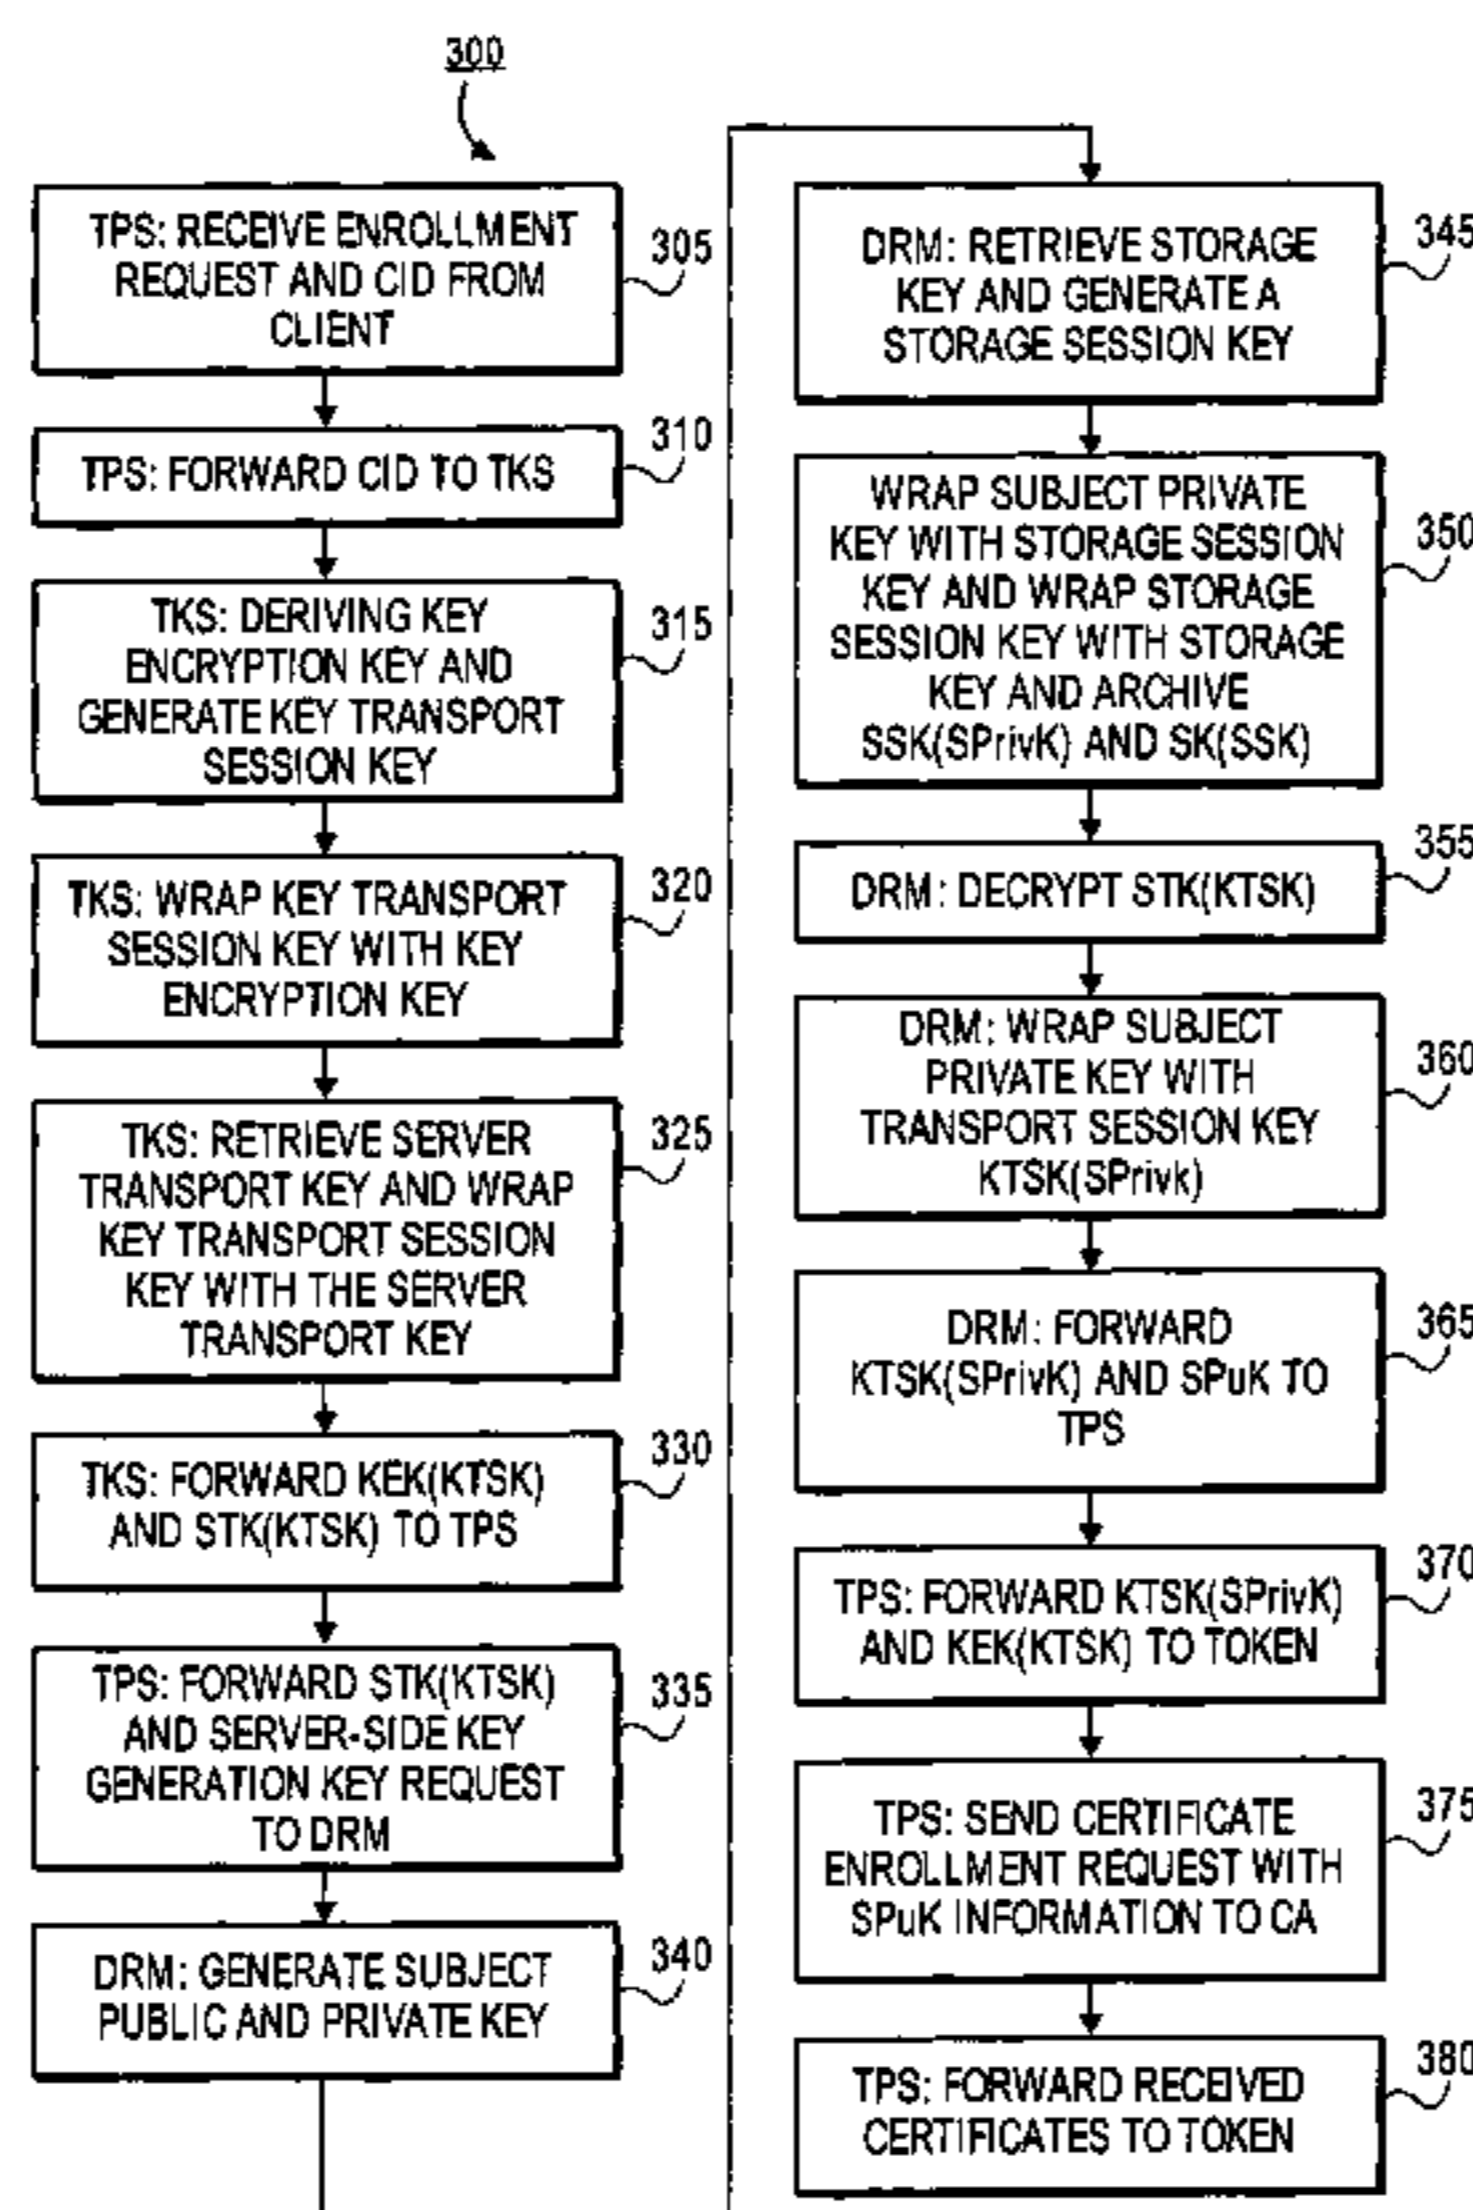 300
TPS: RECEIVE ENROLLMENT
REQUEST AND CID FROM
CLIENT
305
TPS: FORWARD CID TO TKS
310
TKS: DERIVING KEY
ENCRYPTION KEY AND
GENERATE KEY TRANSPORT
SESSION KEY
315
TKS: WRAP KEY TRANSPORT
SESSION KEY WITH KEY
ENCRYPTION KEY
320
TKS: RETRIEVE SERVER
TRANSPORT KEY AND WRAP
KEY TRANSPORT SESSION
KEY WITH THE SERVER
TRANSPORT KEY
325
TKS: FORWARD KEK(KTSK)
AND STK(KTSK) TO TPS
330
TPS: FORWARD STK(KTSK)
AND SERVER-SIDE KEY
GENERATION KEY REQUEST
TO DRM
335
DRM: GENERATE SUBJECT
PUBLIC AND PRIVATE KEY
340
DRM: RETRIEVE STORAGE
KEY AND GENERATE A
STORAGE SESSION KEY
345
WRAP SUBJECT PRIVATE
KEY WITH STORAGE SESSION
KEY AND WRAP STORAGE
SESSION KEY WITH STORAGE
KEY AND ARCHIVE
SSK(SPrivK) AND SK(SSK)
350
DRM: DECRYPT STK(KTSK)
355
DRM: WRAP SUBJECT
PRIVATE KEY WITH
TRANSPORT SESSION KEY
KTSK(SPrivk)
360
DRM: FORWARD
KTSK(SPrivK) AND SPuK TO
TPS
365
TPS: FORWARD KTSK(SPrivK)
AND KEK(KTSK) TO TOKEN
370
TPS: SEND CERTIFICATE
ENROLLMENT REQUEST WITH
SPuK INFORMATION TO CA
375
TPS: FORWARD RECEIVED
CERTIFICATES TO TOKEN
380